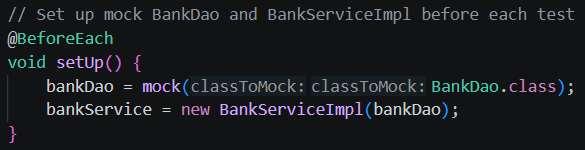 // Set up mock BankDao and BankServiceImpl before each test
@BeforeEach
void setUp() {
    bankDao = mock(classToMock: classToMock: BankDao.class);
    bankService = new BankServiceImpl(bankDao);
}